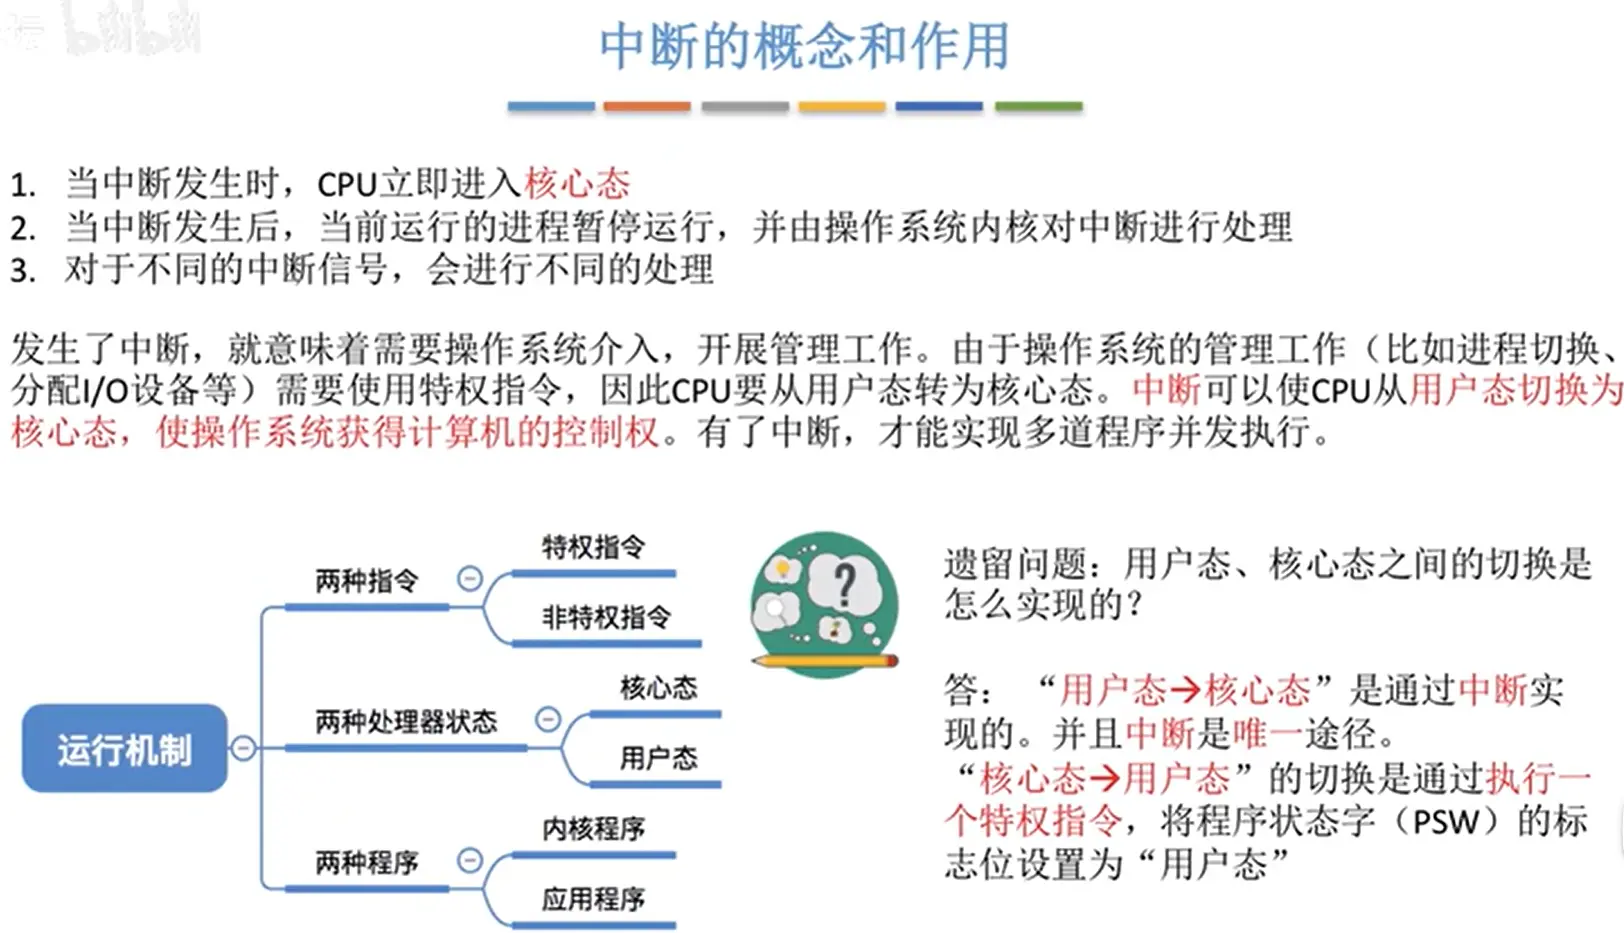 bilibili
中断的概念和作用
1. 当中断发生时，CPU立即进入核心态
2. 当中断发生后，当前运行的进程暂停运行，并由操作系统内核对中断进行处理
3. 对于不同的中断信号，会进行不同的处理
发生了中断，就意味着需要操作系统介入，开展管理工作。由于操作系统的管理工作（比如进程切换、
分配I/O设备等）需要使用特权指令，因此CPU要从用户态转为核心态。中断可以使CPU从用户态切换为
核心态，使操作系统获得计算机的控制权。有了中断，才能实现多道程序并发执行。
运行机制
两种指令
特权指令
非特权指令
两种处理器状态
核心态
用户态
两种程序
内核程序
应用程序
?
遗留问题：用户态、核心态之间的切换是
怎么实现的？
答： “用户态→核心态”是通过中断实
现的。并且中断是唯一途径。
“核心态→用户态”的切换是通过执行一
个特权指令，将程序状态字（PSW）的标
志位设置为“用户态”